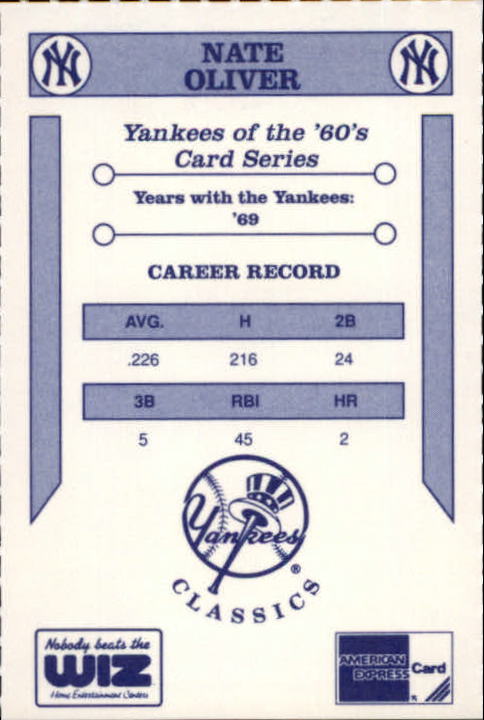 NATE
OLIVER
Yankees of the '60's
Card Series
Years with the Yankees:
'69
CAREER RECORD
AVG. H 2B
.226 216 24
3B RBI HR
5 45 2
Yankees
®
CLASSICS
Nobody beats the
WIZ
Home Entertainment Centers
AMERICAN
EXPRESS
Card